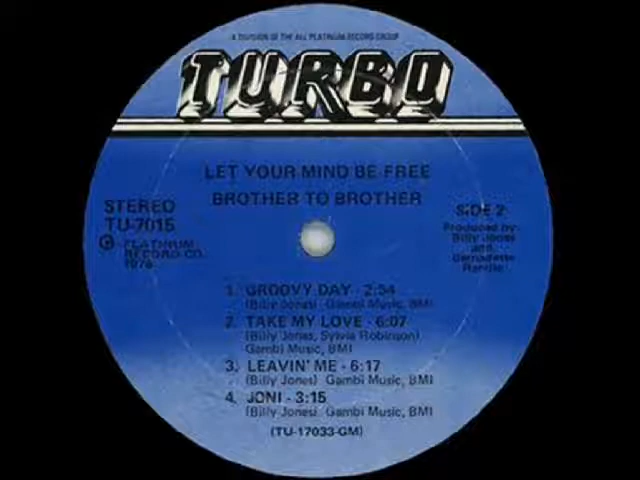 A DIVISION OF THE ALL PLATINUM RECORD GROUP
TURBO
LET YOUR MIND BE FREE
BROTHER TO BROTHER
STEREO
TU-7015
© PLATINUM
RECORD CO.
1976
SIDE 2
Produced by:
Billy Jones
and
Bernadette
1. GROOVY DAY - 2:54
(Billy Jones) Gambi Music, BMI
2. TAKE MY LOVE - 6:07
(Billy Jones, Sylvia Robinson)
Gambi Music, BMI
3. LEAVIN' ME - 6:17
(Billy Jones) Gambi Music, BMI
4. JONI - 3:15
(Billy Jones) Gambi Music, BMI
(TU-17033-GM)